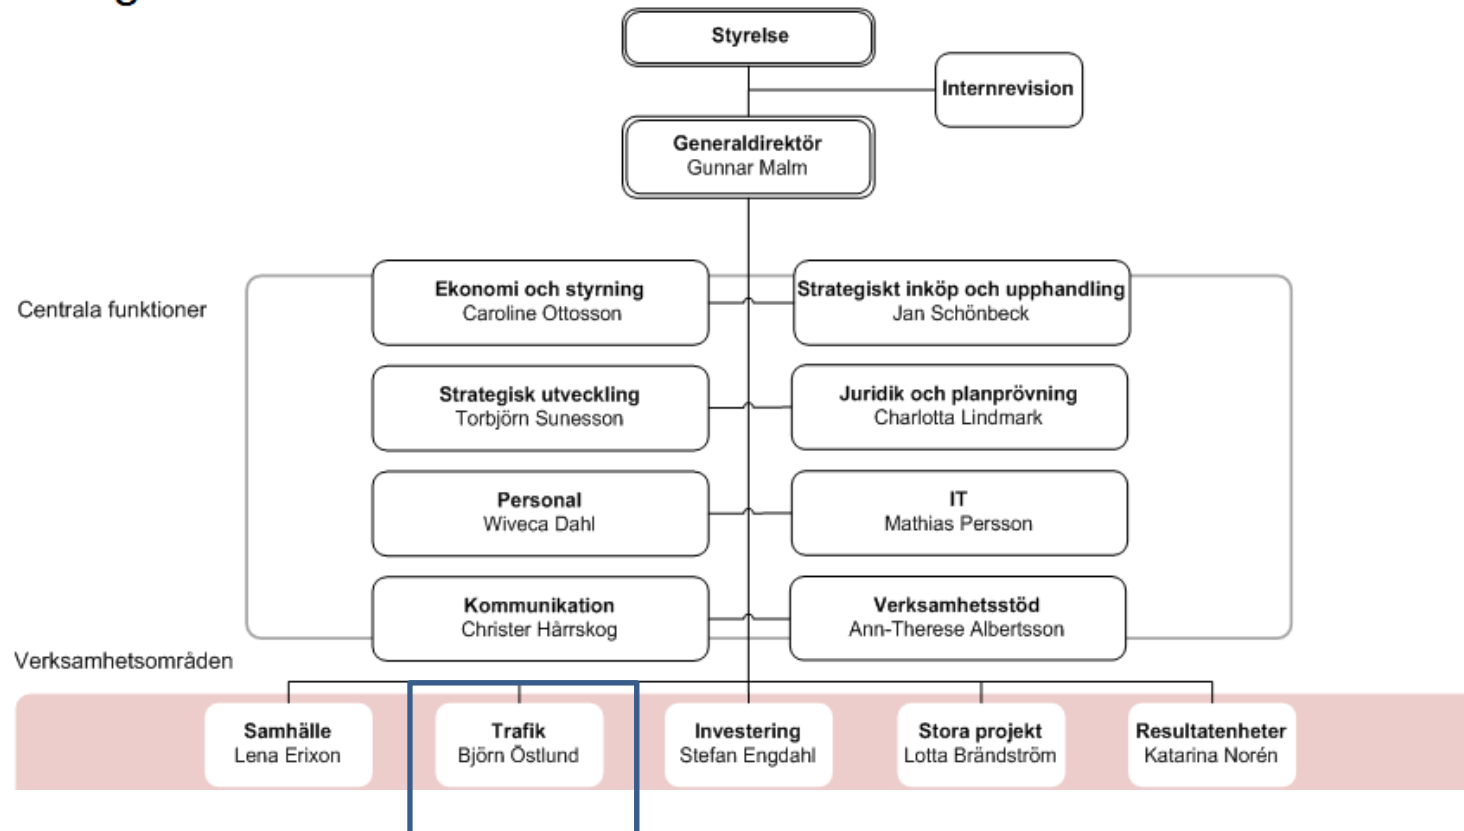 Styrelse
Internrevision
Generaldirektör
Gunnar Malm
Centrala funktioner
Ekonomi och styrning
Caroline Ottosson
Strategiskt inköp och upphandling
Jan Schönbeck
Strategisk utveckling
Torbjörn Sunesson
Juridik och planprövning
Charlotta Lindmark
Personal
Wiveca Dahl
IT
Mathias Persson
Kommunikation
Christer Hårrskog
Verksamhetsstöd
Ann-Therese Albertsson
Verksamhetsområden
Samhälle
Lena Erixon
Trafik
Björn Östlund
Investering
Stefan Engdahl
Stora projekt
Lotta Brändström
Resultatenheter
Katarina Norén